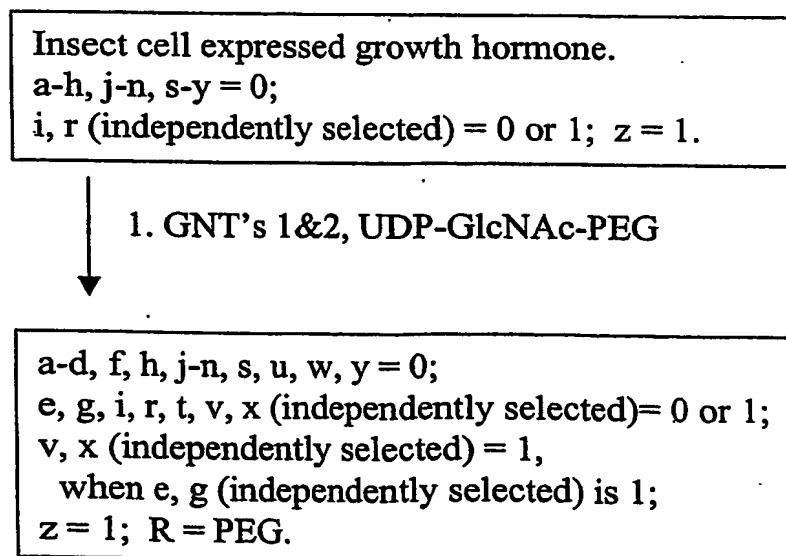 Insect cell expressed growth hormone.
a-h, j-n, s-y = 0;
i, r (independently selected) = 0 or 1; z = 1.
1. GNT's 1&2, UDP-GlcNAc-PEG
a-d, f, h, j-n, s, u, w, y = 0;
e, g, i, r, t, v, x (independently selected)= 0 or 1;
v, x (independently selected) = 1,
when e, g (independently selected) is 1;
z = 1; R = PEG.